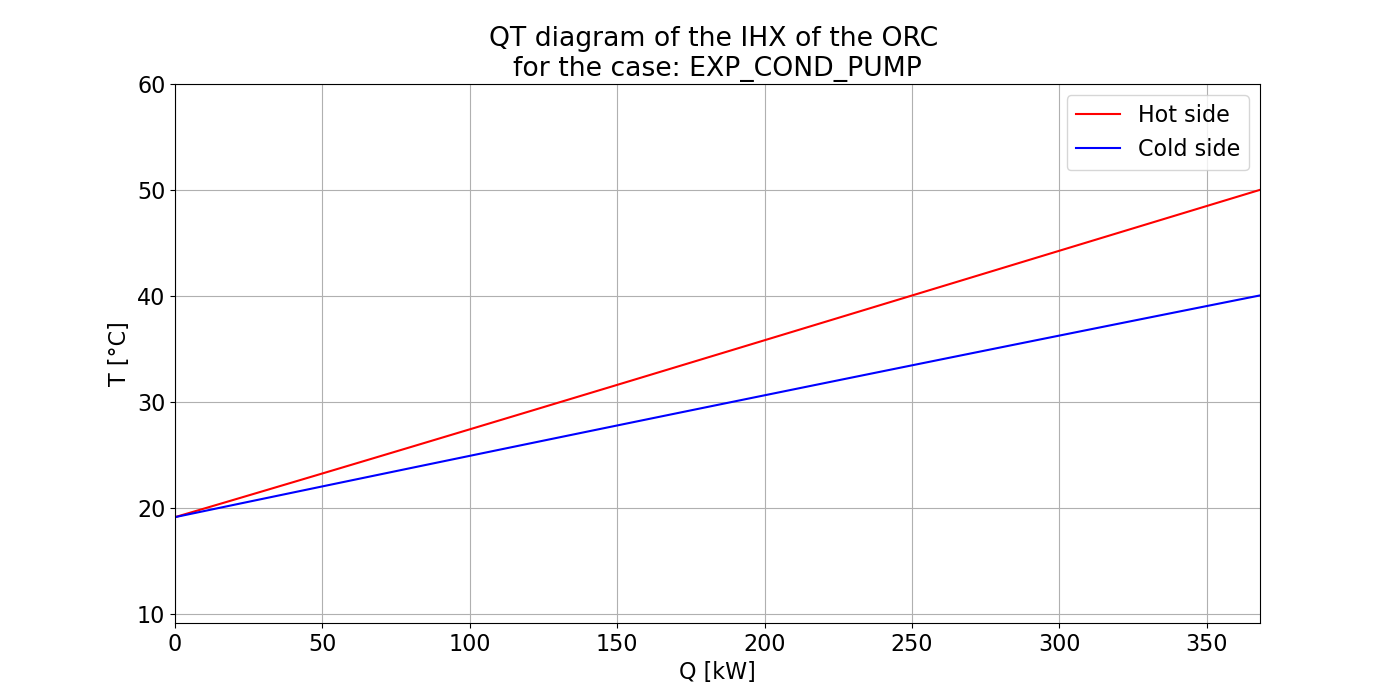 QT diagram of the IHX of the ORC
for the case: EXP_COND_PUMP
Hot side
Cold side
60
50
40
30
20
10
T [°C]
0
50
100
150
200
250
300
350
Q [kW]